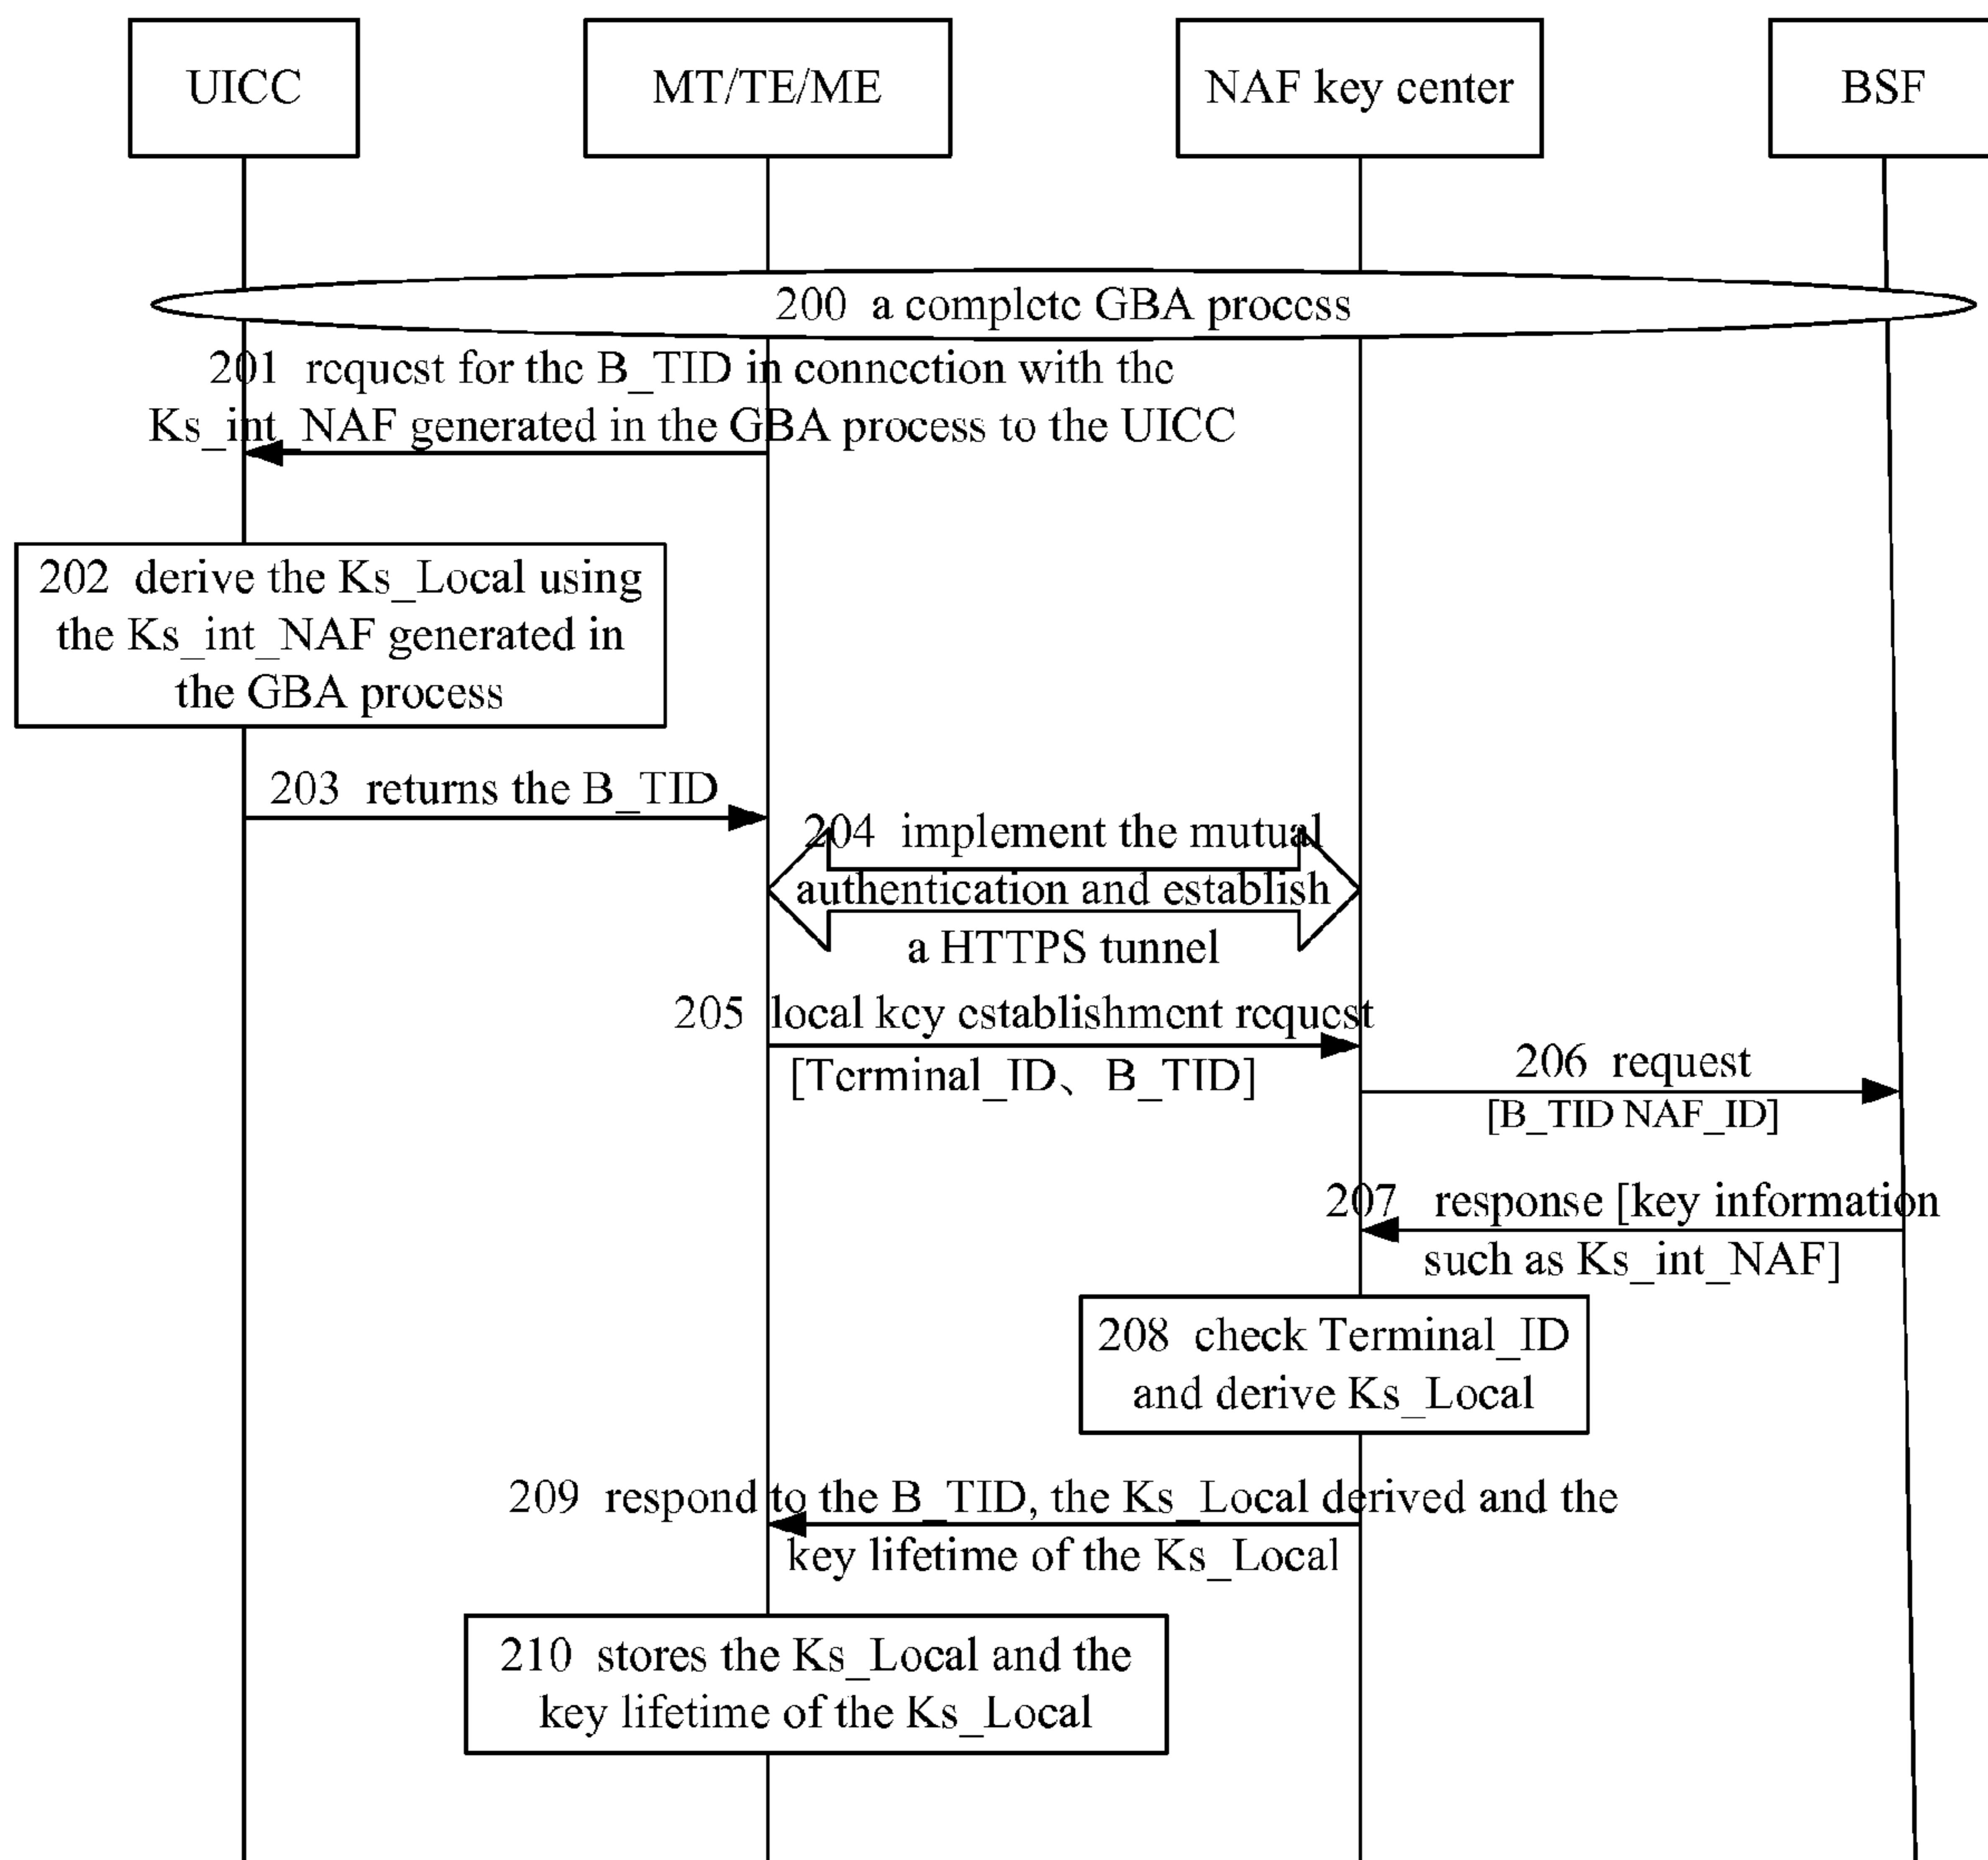 UICC
MT/TE/ME
NAF key center
BSF
200 a complete GBA process
201 request for the B_TID in connection with the
Ks_int_NAF generated in the GBA process to the UICC
202 derive the Ks_Local using
the Ks_int_NAF generated in
the GBA process
203 returns the B_TID
204 implement the mutual
authentication and establish
a HTTPS tunnel
205 local key establishment request
[Terminal_ID、B_TID]
206 request
[B_TID NAF_ID]
207 response [key information
such as Ks_int_NAF]
208 check Terminal_ID
and derive Ks_Local
209 respond to the B_TID, the Ks_Local derived and the
key lifetime of the Ks_Local
210 stores the Ks_Local and the
key lifetime of the Ks_Local